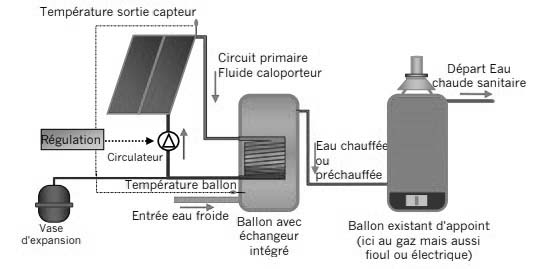 Température sortie capteur
Circuit primaire
Fluide caloporteur
Départ Eau
chaude sanitaire
Régulation
Circulateur
Eau chauffée
ou
préchauffée
Température ballon
Entrée eau froide
Vase
d'expansion
Ballon avec
échangeur
intégré
Ballon existant d'appoint
(ici au gaz mais aussi
fioul ou électrique)